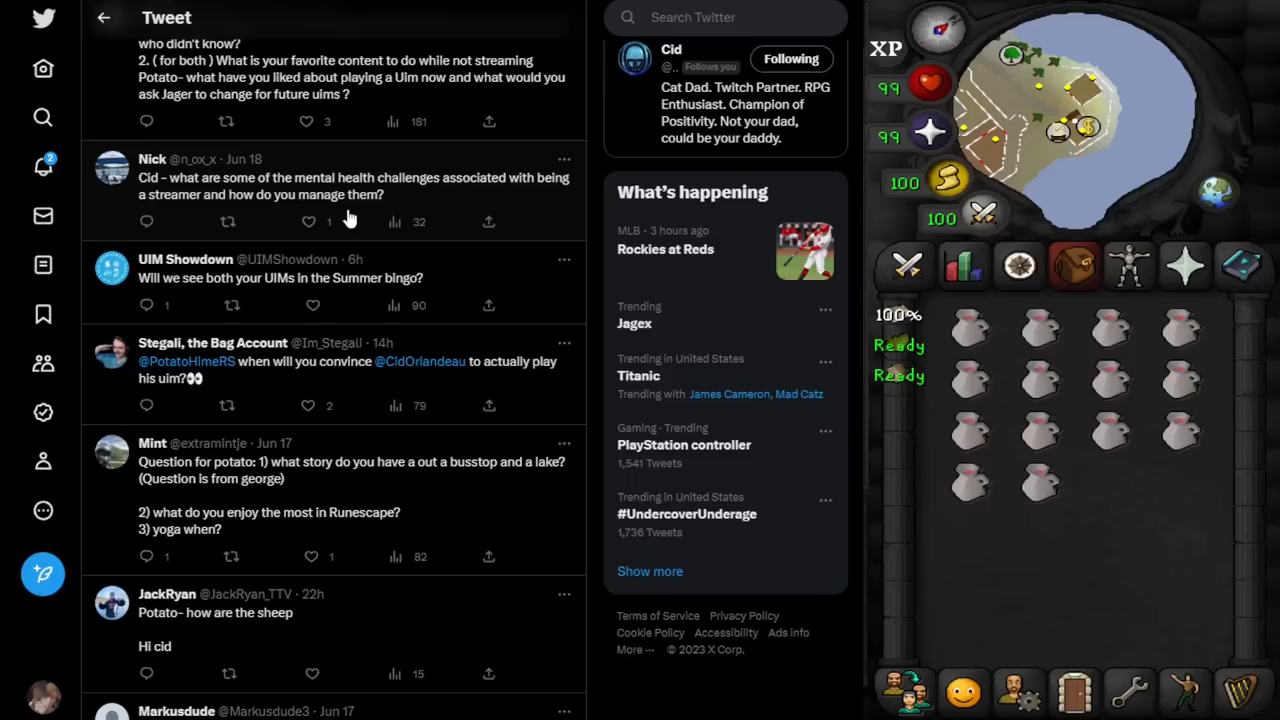 Tweet
who didn't know?
2. ( for both ) What is your favorite content to do while not streaming
Potato- what have you liked about playing a Uim now and what would you
ask Jager to change for future uims ?
3
181
Nick @n_ox_x · Jun 18
Cid - what are some of the mental health challenges associated with being
a streamer and how do you manage them?
1
32
UIM Showdown @UIMShowdown · 6h
Will we see both your UIMs in the Summer bingo?
1
90
Stegali, the Bag Account @Im_Stegali · 14h
@PotatoHImeRS when will you convince @CldOrlandeau to actually play
his uim?👀
2
79
Mint @extramintje · Jun 17
Question for potato: 1) what story do you have a out a busstop and a lake?
(Question is from george)
2) what do you enjoy the most in Runescape?
3) yoga when?
1
1
82
JackRyan @JackRyan_TTV · 22h
Potato- how are the sheep
Hi cid
15
Markusdude @Markusdude3 · Jun 17
2
Search Twitter
Cid
@.. Follows you
Following
Cat Dad. Twitch Partner. RPG
Enthusiast. Champion of
Positivity. Not your dad,
could be your daddy.
What's happening
MLB · 3 hours ago
Rockies at Reds
Trending
Jagex
Trending in United States
Titanic
Trending with James Cameron, Mad Catz
Gaming · Trending
PlayStation controller
1,541 Tweets
Trending in United States
#UndercoverUnderage
1,736 Tweets
Show more
Terms of Service Privacy Policy
Cookie Policy Accessibility Ads info
More ··· © 2023 X Corp.
XP
99
99
100
100
100%
Ready
Ready